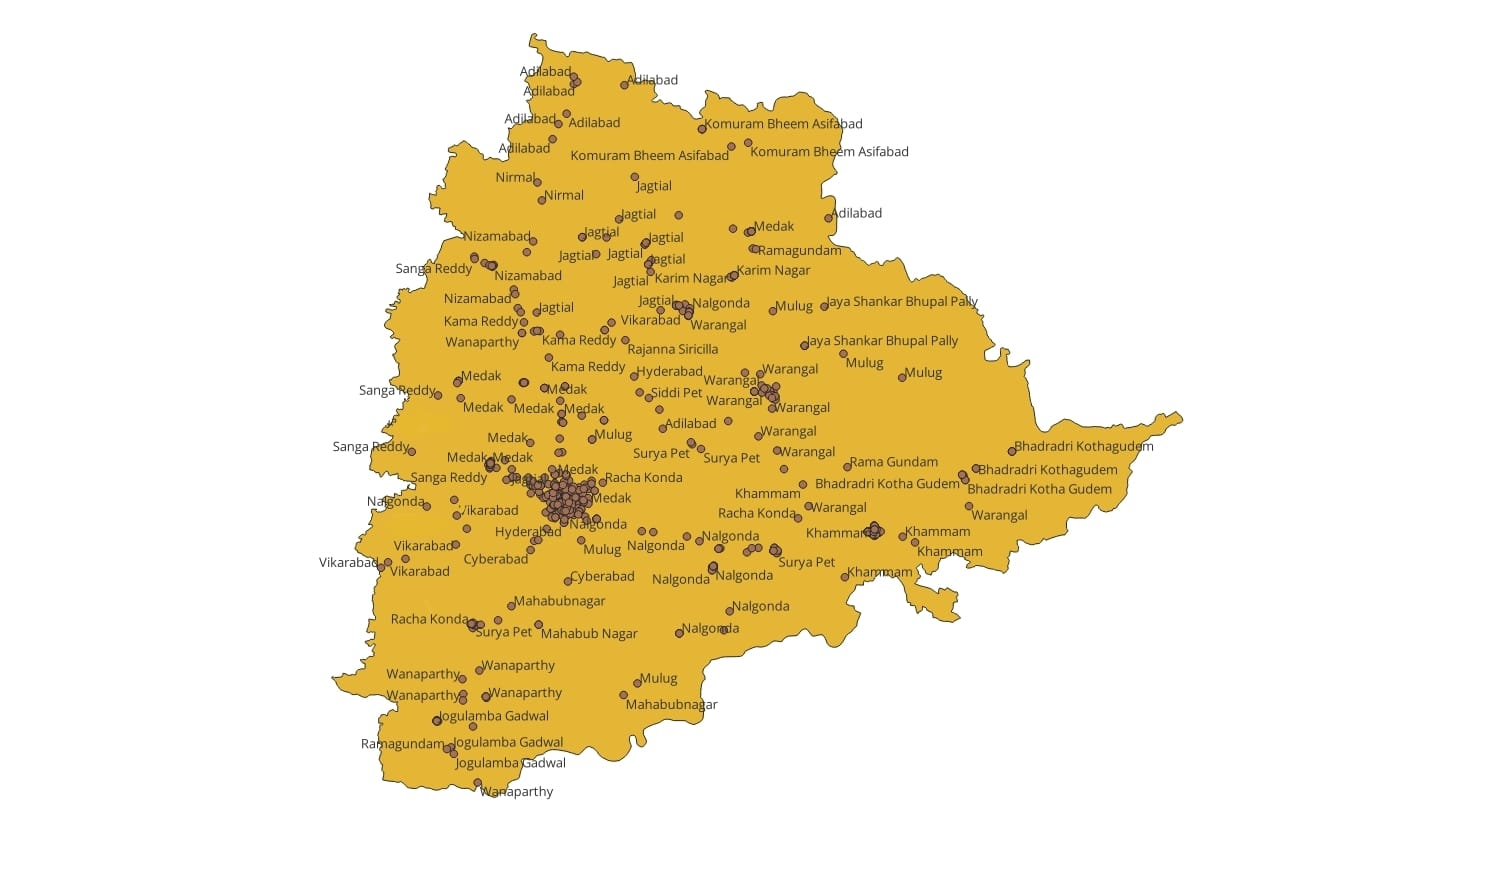 Adilabad
Adilabad
Adilabad
Adilabad
Adilabad
Komuram Bheem Asifabad
Adilabad
Komuram Bheem Asifabad
Komuram Bheem Asifabad
Nirmal
Jagtial
Nirmal
Jagtial
Adilabad
Medak
Nizamabad
Jagtial
Jagtial
Ramagundam
Jagtial
Jagtial
Jagtial
Sanga Reddy
Nizamabad
Jagtial
Karim Nagar
Karim Nagar
Nizamabad
Jagtial
Jagtial
Nalgonda
Mulug
Jaya Shankar Bhupal Pally
Kama Reddy
Vikarabad
Warangal
Wanaparthy
Kama Reddy
Rajanna Siricilla
Jaya Shankar Bhupal Pally
Kama Reddy
Hyderabad
Warangal
Mulug
Mulug
Medak
Warangal
Sanga Reddy
Medak
Siddi Pet
Warangal
Medak
Medak
Medak
Warangal
Adilabad
Medak
Mulug
Warangal
Sanga Reddy
Surya Pet
Surya Pet
Warangal
Bhadradri Kothagudem
Medak
Medak
Rama Gundam
Medak
Bhadradri Kothagudem
Sanga Reddy
Racha Konda
Bhadradri Kotha Gudem
Bhadradri Kotha Gudem
Khammam
Medak
Nalgonda
Vikarabad
Racha Konda
Warangal
Warangal
Nalgonda
Hyderabad
Khammam
Khammam
Vikarabad
Mulug
Nalgonda
Nalgonda
Khammam
Vikarabad
Cyberabad
Surya Pet
Vikarabad
Cyberabad
Nalgonda
Nalgonda
Khammam
Mahabubnagar
Nalgonda
Racha Konda
Surya Pet
Mahabub Nagar
Nalgonda
Wanaparthy
Wanaparthy
Mulug
Wanaparthy
Wanaparthy
Mahabubnagar
Jogulamba Gadwal
Ramagundam
Jogulamba Gadwal
Jogulamba Gadwal
Wanaparthy